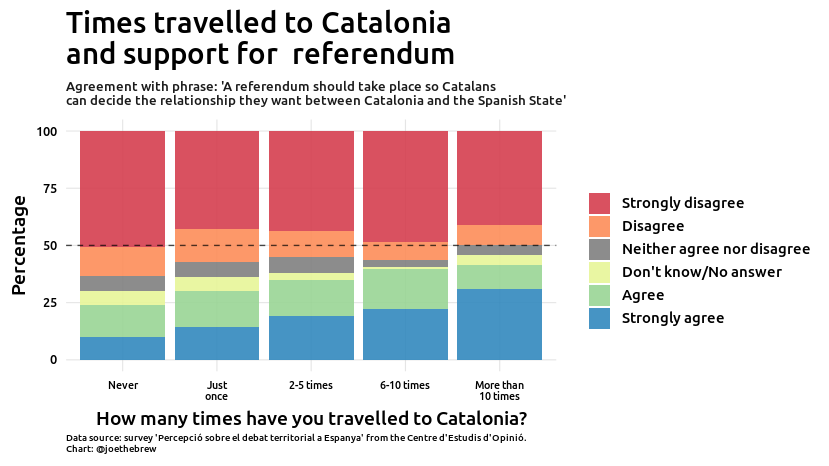 Times travelled to Catalonia
and support for  referendum
Agreement with phrase: 'A referendum should take place so Catalans
can decide the relationship they want between Catalonia and the Spanish State'
Percentage
100
75
50
25
0
Never
Just
once
2-5 times
6-10 times
More than
10 times
How many times have you travelled to Catalonia?
Strongly disagree
Disagree
Neither agree nor disagree
Don't know/No answer
Agree
Strongly agree
Data source: survey 'Percepció sobre el debat territorial a Espanya' from the Centre d'Estudis d'Opinió.
Chart: @joethebrew